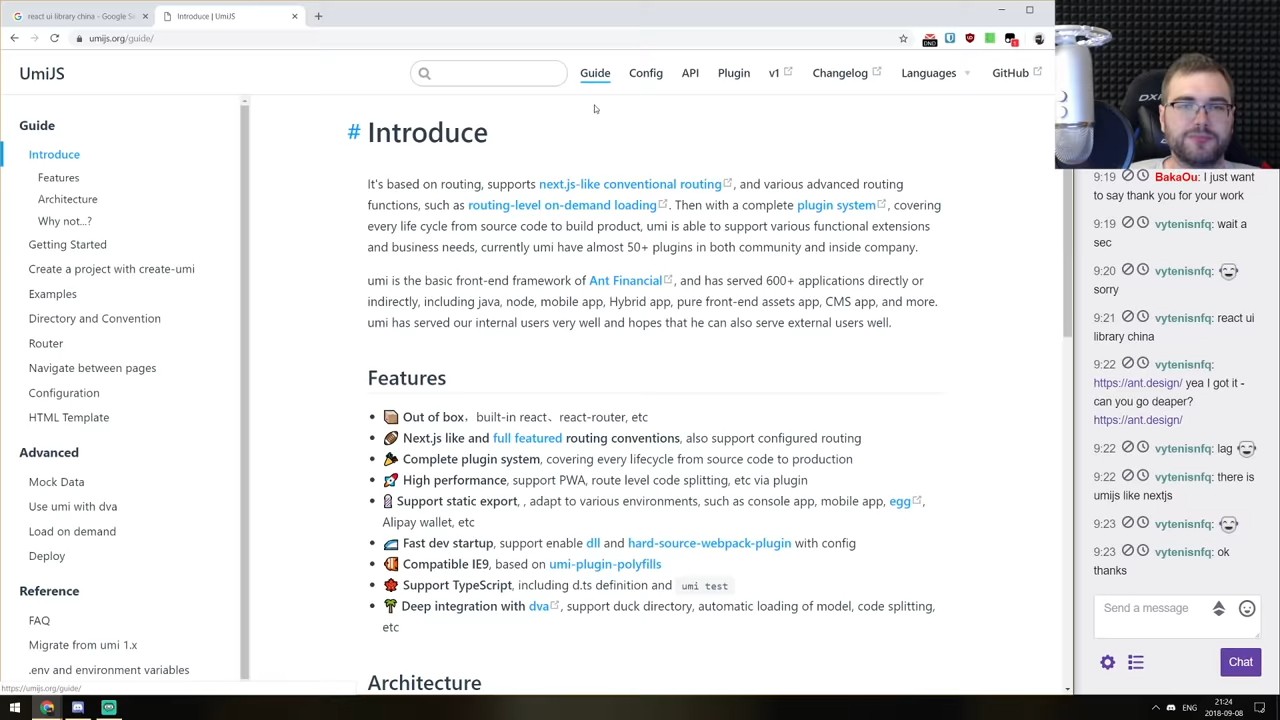 react ui library china - Google Se
Introduce | UmiJS
umijs.org/guide/
UmiJS
Guide
Config
API
Plugin
v1
Changelog
Languages
GitHub
Guide
Introduce
Features
Architecture
Why not...?
Getting Started
Create a project with create-umi
Examples
Directory and Convention
Router
Navigate between pages
Configuration
HTML Template
Advanced
Mock Data
Use umi with dva
Load on demand
Deploy
Reference
FAQ
Migrate from umi 1.x
.env and environment variables
https://umijs.org/guide/
# Introduce
It's based on routing, supports next.js-like conventional routing, and various advanced routing
functions, such as routing-level on-demand loading. Then with a complete plugin system, covering
every life cycle from source code to build product, umi is able to support various functional extensions
and business needs, currently umi have almost 50+ plugins in both community and inside company.
umi is the basic front-end framework of Ant Financial, and has served 600+ applications directly or
indirectly, including java, node, mobile app, Hybrid app, pure front-end assets app, CMS app, and more.
umi has served our internal users very well and hopes that he can also serve external users well.
Features
📦 Out of box，built-in react、react-router, etc
🏈 Next.js like and full featured routing conventions, also support configured routing
🎉 Complete plugin system, covering every lifecycle from source code to production
🚀 High performance, support PWA, route level code splitting, etc via plugin
💈 Support static export, , adapt to various environments, such as console app, mobile app, egg,
Alipay wallet, etc
🚄 Fast dev startup, support enable dll and hard-source-webpack-plugin with config
🐠 Compatible IE9, based on umi-plugin-polyfills
🍁 Support TypeScript, including d.ts definition and umi test
🌴 Deep integration with dva, support duck directory, automatic loading of model, code splitting,
etc
Architecture
DXR
9:19 BakaOu: I just want
to say thank you for your work
9:19 vytenisnfq: wait a
sec
9:20 vytenisnfq:
sorry
9:21 vytenisnfq: react ui
library china
9:22 vytenisnfq:
https://ant.design/ yea I got it -
can you go deaper?
https://ant.design/
9:22 vytenisnfq: lag
9:22 vytenisnfq: there is
umijs like nextjs
9:23 vytenisnfq:
9:23 vytenisnfq: ok
thanks
Send a message
Chat
ENG
21:24
2018-09-08